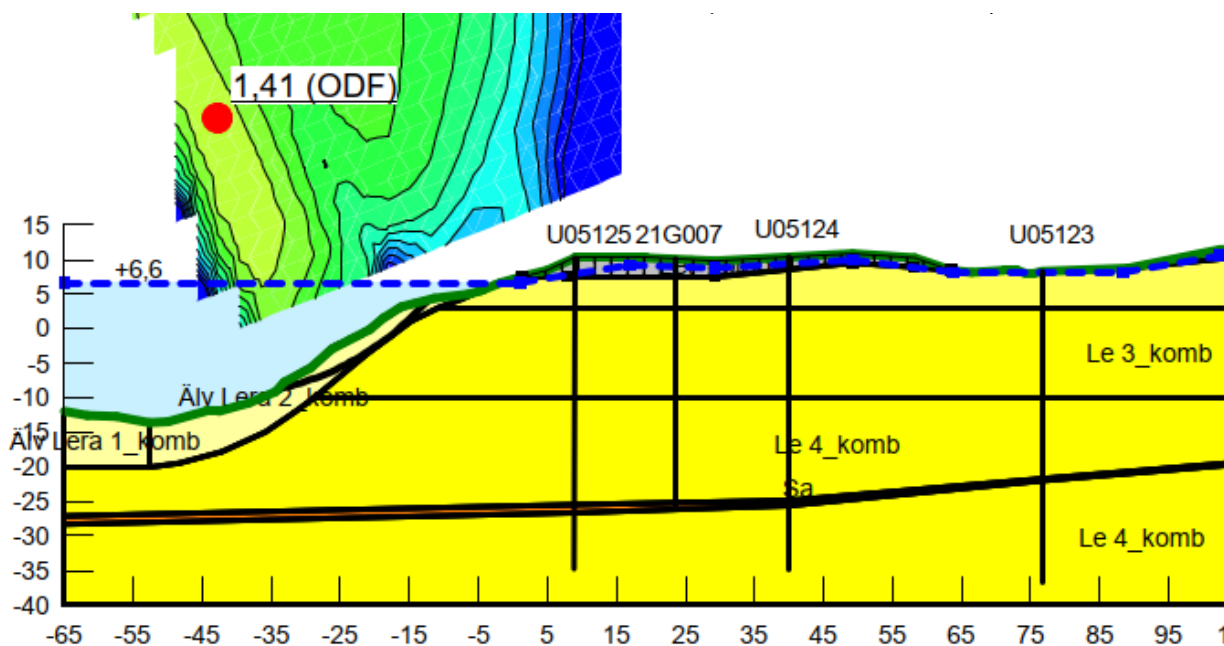 1,41 (ODF)
15
U05125 21G007 U05124 U05123
10
+6,6
5
0
-5
Le 3_komb
-10
Älv Lera 2_komb
-15
Älv Lera 1_komb
Le 4_komb
-20
Sa
-25
-30
Le 4_komb
-35
-40
-65 -55 -45 -35 -25 -15 -5 5 15 25 35 45 55 65 75 85 95